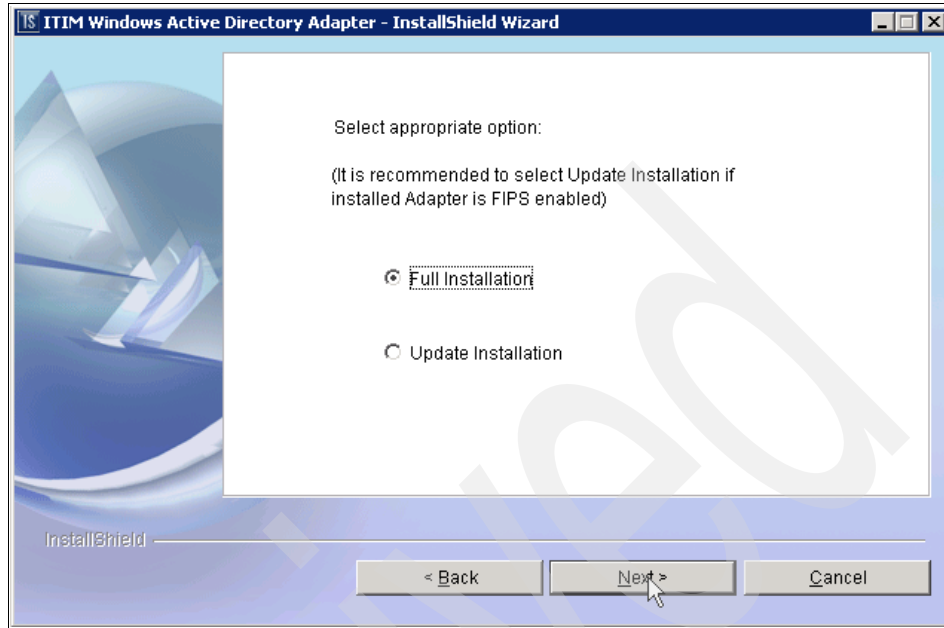 TS ITIM Windows Active Directory Adapter - InstallShield Wizard
Select appropriate option:
(It is recommended to select Update Installation if
installed Adapter is FIPS enabled)
Full Installation
Update Installation
InstallShield
< Back Next > Cancel